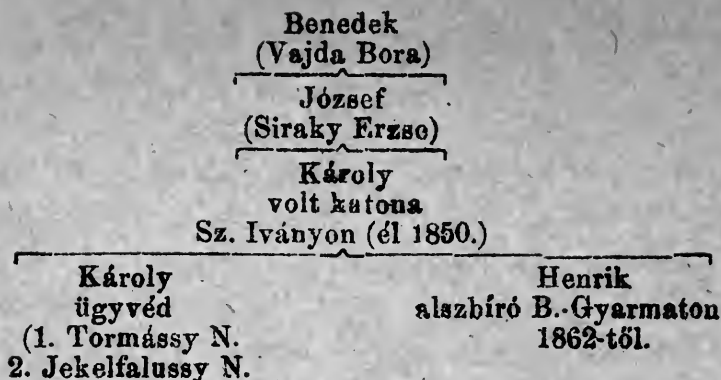 Benedek
(Vajda Bora)
József
(Siraky Erzse)
Károly
volt katona
Sz. Iványon (él 1850.)
Károly
ügyvéd
(1. Tormássy N.
2. Jekelfalussy N.
Henrik
alszbíró B.-Gyarmaton
1862-től.